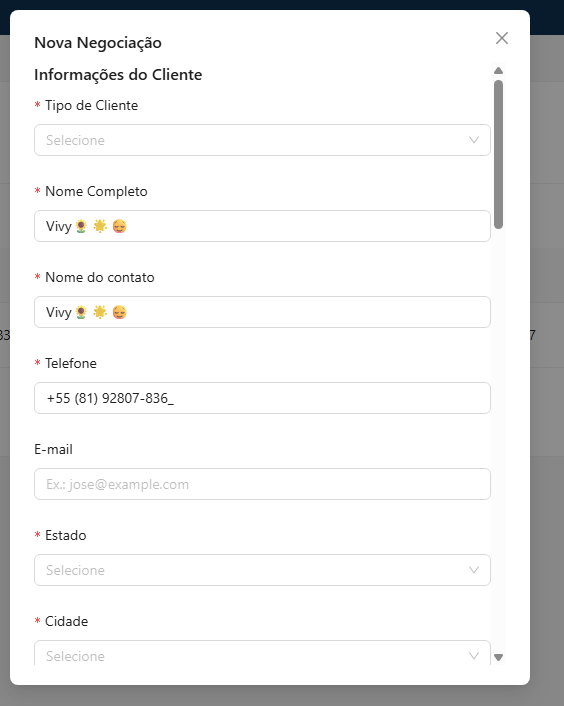 Nova Negociação
Informações do Cliente
* Tipo de Cliente
Selecione
* Nome Completo
Vivy🌻🌟🥵
* Nome do contato
Vivy🌻🌟🥵
* Telefone
+55 (81) 92807-836_
E-mail
Ex.: jose@example.com
* Estado
Selecione
* Cidade
Selecione